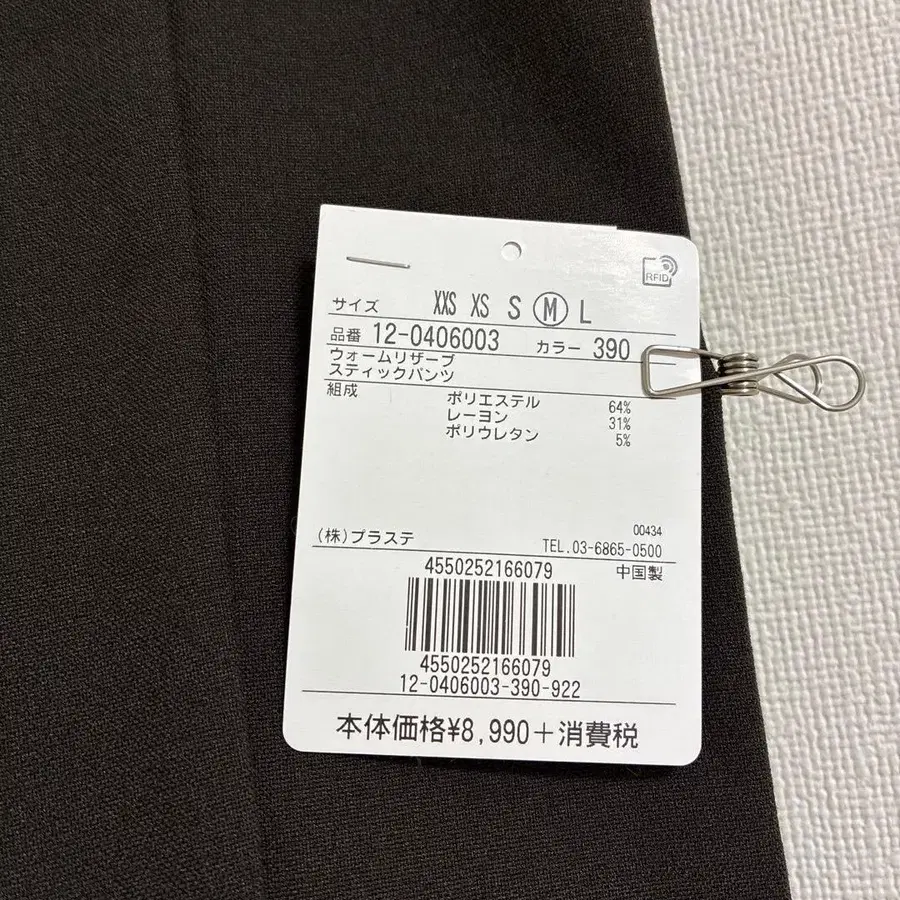 RFID
サイズ XXS XS S M L
品番 12-0406003 カラー 390
ウォームリザーブ
スティックパンツ
組成 ポリエステル 64%
レーヨン 31%
ポリウレタン 5%
00434
(株)プラステ TEL.03-6865-0500
4550252166079 中国製
4550252166079
12-0406003-390-922
本体価格¥8,990+消費税